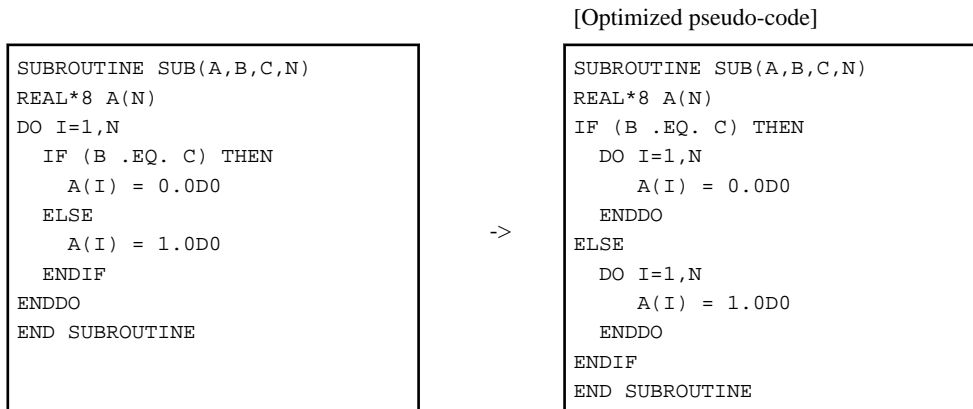 [Optimized pseudo-code]
SUBROUTINE SUB(A,B,C,N)
REAL*8 A(N)
DO I=1,N
  IF (B .EQ. C) THEN
    A(I) = 0.0D0
  ELSE
    A(I) = 1.0D0
  ENDIF
ENDDO
END SUBROUTINE
->
SUBROUTINE SUB(A,B,C,N)
REAL*8 A(N)
IF (B .EQ. C) THEN
  DO I=1,N
     A(I) = 0.0D0
  ENDDO
ELSE
  DO I=1,N
     A(I) = 1.0D0
  ENDDO
ENDIF
END SUBROUTINE